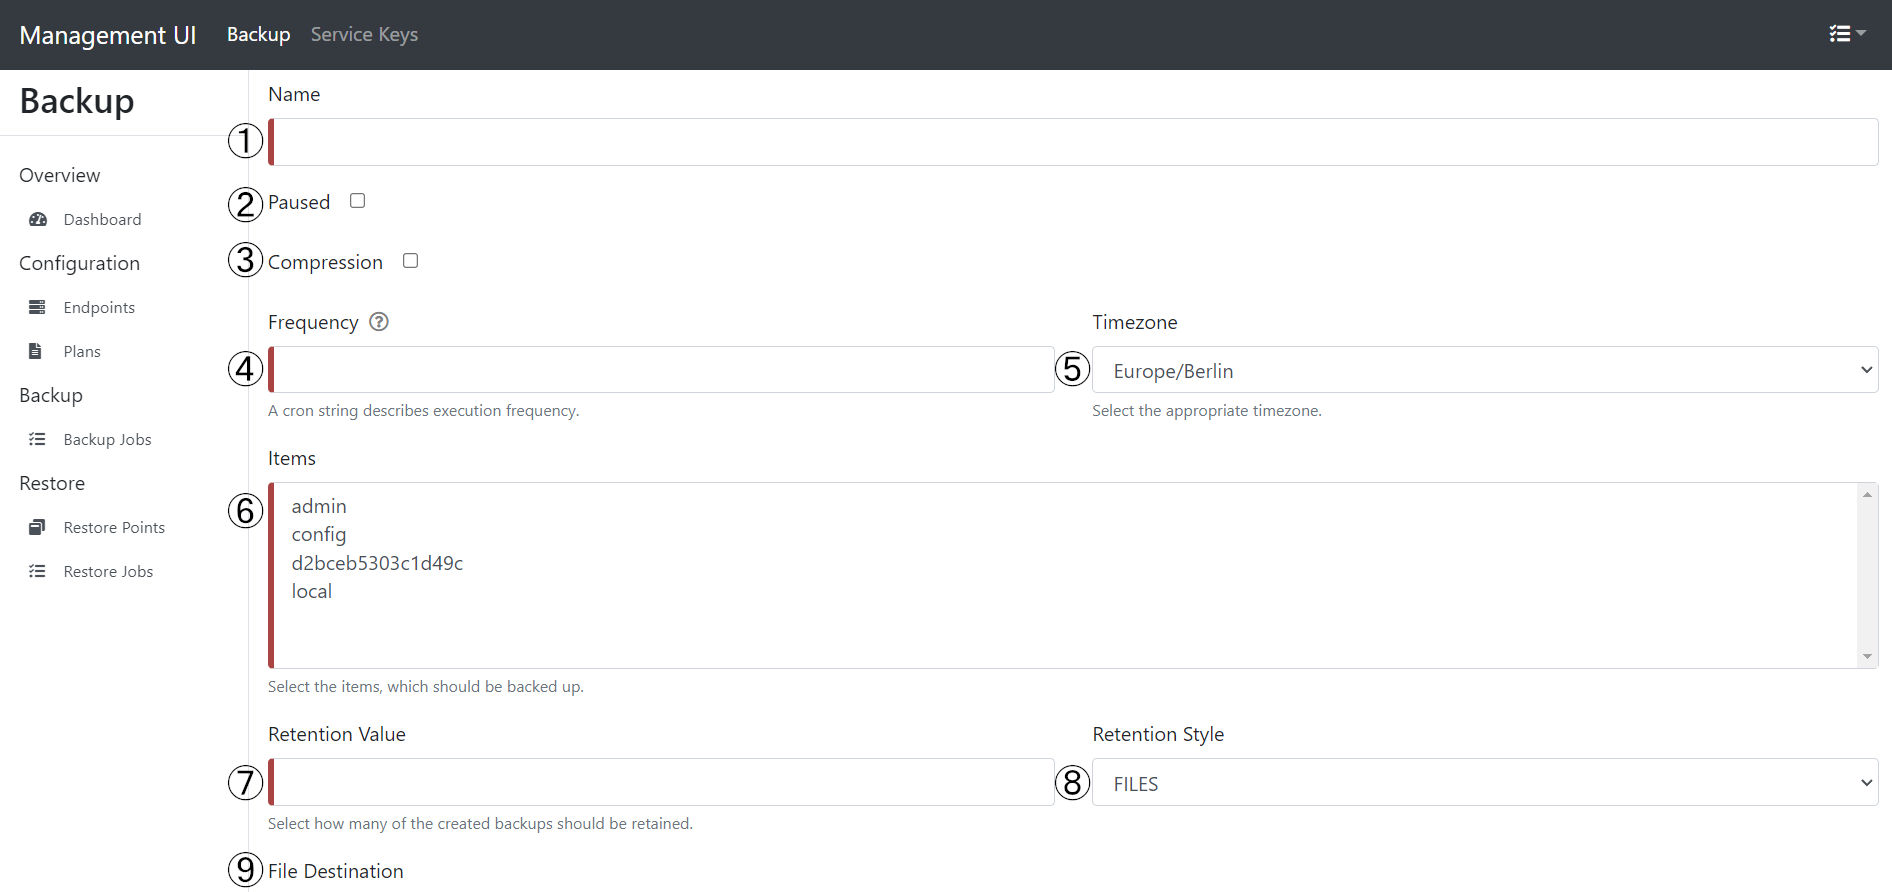 Management UI Backup Service Keys
Backup
Overview
Dashboard
Configuration
Endpoints
Plans
Backup
Backup Jobs
Restore
Restore Points
Restore Jobs
Name
①
② Paused
③ Compression
Frequency ?
④
A cron string describes execution frequency.
Timezone
⑤ Europe/Berlin
Select the appropriate timezone.
Items
⑥ admin
config
d2bceb5303c1d49c
local
Select the items, which should be backed up.
Retention Value
⑦
Select how many of the created backups should be retained.
Retention Style
⑧ FILES
⑨ File Destination